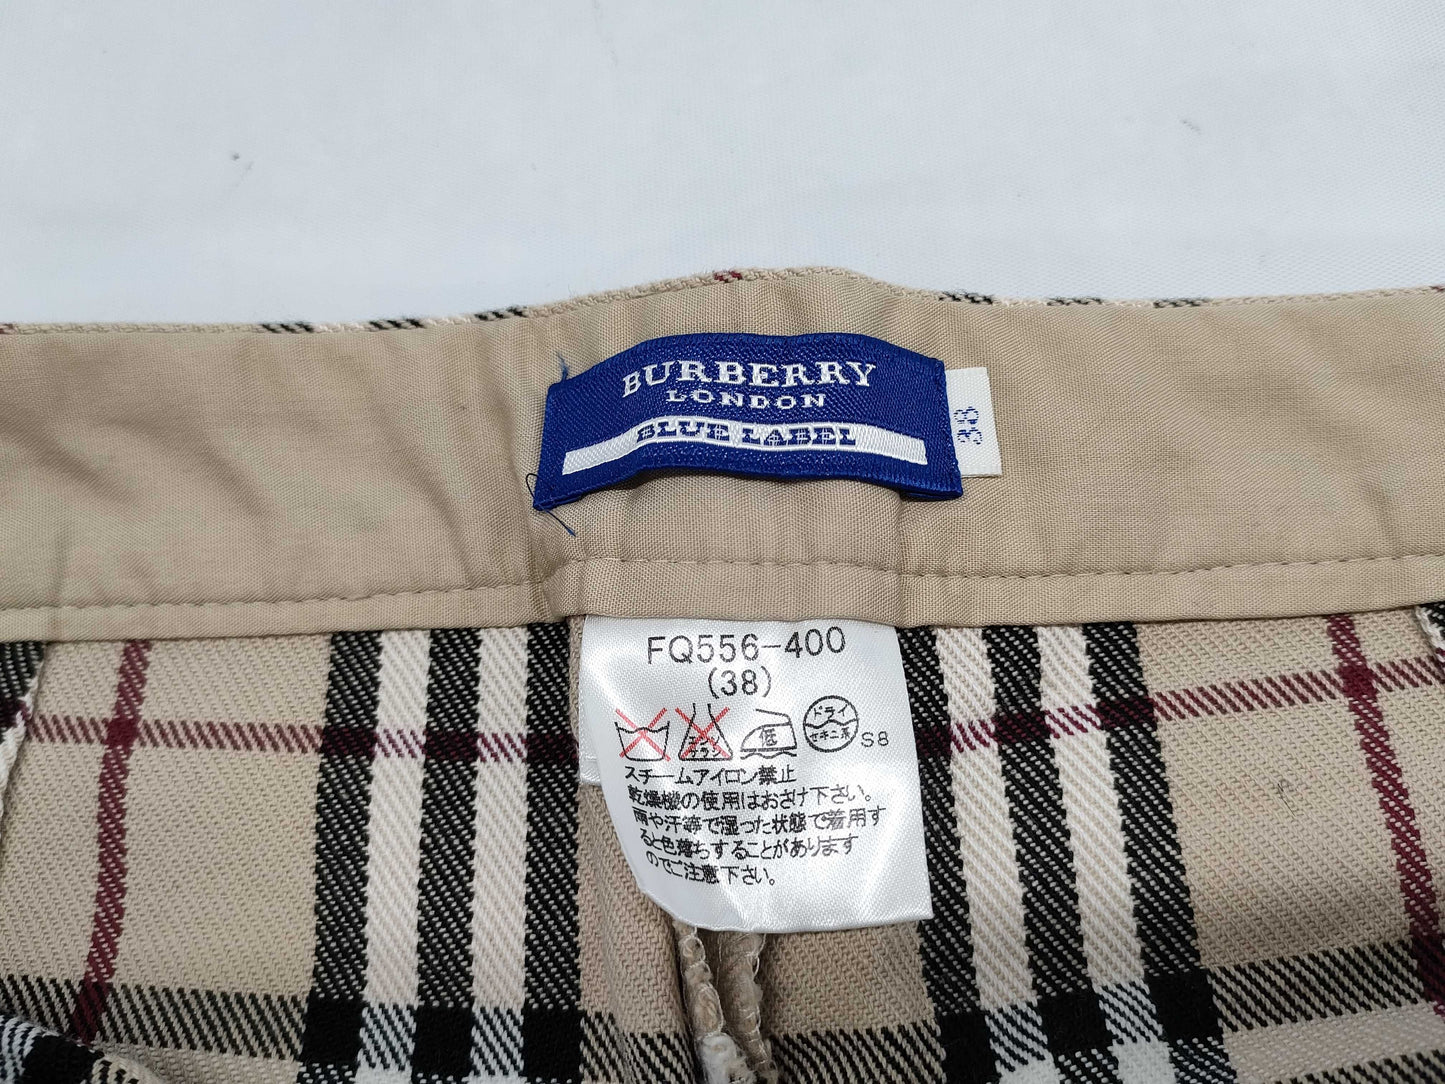 BURBERRY
LONDON
BLUE LABEL
38
FQ556-400
(38)
低
ドライ
セキユ系
S8
スチームアイロン禁止
乾燥機の使用はおさけ下さい。
雨や汗等で湿った状態で着用す
ると色落ちすることがあります
のでご注意下さい。